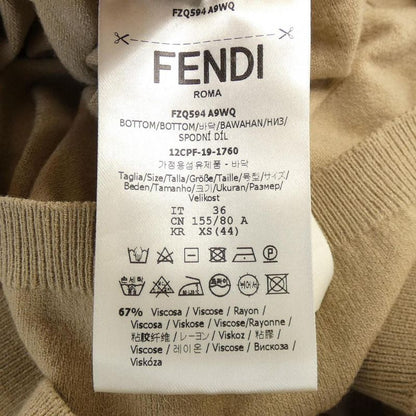 FZQ594 A9WQ
FENDI
ROMA
FZQ594 A9WQ
BOTTOM/BOTTOM/바닥/BAWAHAN/НИЗ/
SPODNÍ DÍL
12CPF-19-1760
가정용섬유제품 - 바닥
Taglia/Size/Talla/Größe/Taille/号型/サイズ/
Beden/Tamanho/크기/Ukuran/Размер/
Velikost
IT 36
CN 155/80 A
KR XS(44)
P
67% Viscosa / Viscose / Rayon /
Viscosa / Viskose / Viscose/Rayonne /
粘胶纤维 / レーヨン / Viskoz / 粘膠 /
Viscose / 레이온 / Viscose / Вискоза /
Viskóza